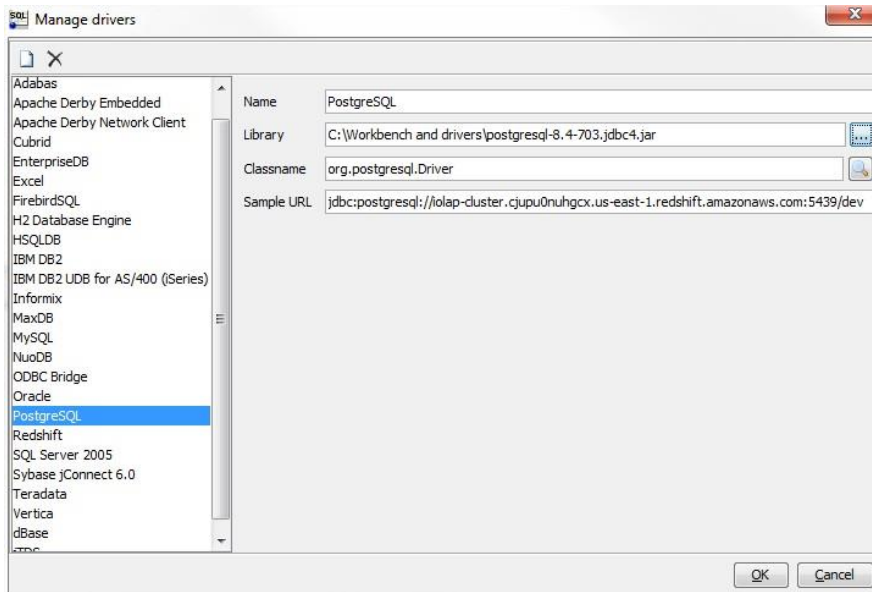 SQL Manage drivers
Adabas
Apache Derby Embedded
Apache Derby Network Client
Cubrid
EnterpriseDB
Excel
FirebirdSQL
H2 Database Engine
HSQLDB
IBM DB2
IBM DB2 UDB for AS/400 (iSeries)
Informix
MaxDB
MySQL
NuoDB
ODBC Bridge
Oracle
PostgreSQL
Redshift
SQL Server 2005
Sybase jConnect 6.0
Teradata
Vertica
dBase
jTDS
Name PostgreSQL
Library C:\Workbench and drivers\postgresql-8.4-703.jdbc4.jar ...
Classname org.postgresql.Driver
Sample URL jdbc:postgresql://iolap-cluster.cjupu0nuhgcx.us-east-1.redshift.amazonaws.com:5439/dev
OK Cancel